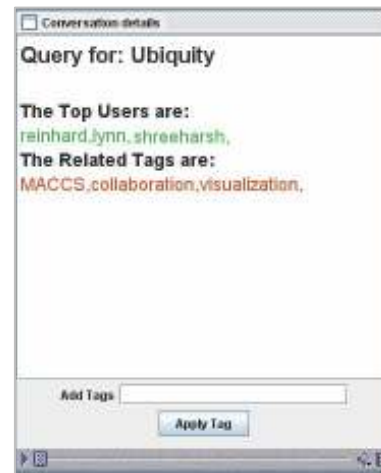 Conversation details
Query for: Ubiquity
The Top Users are:
reinhard,lynn,shreeharsh,
The Related Tags are:
MACCS,collaboration,visualization,
Add Tags
Apply Tag